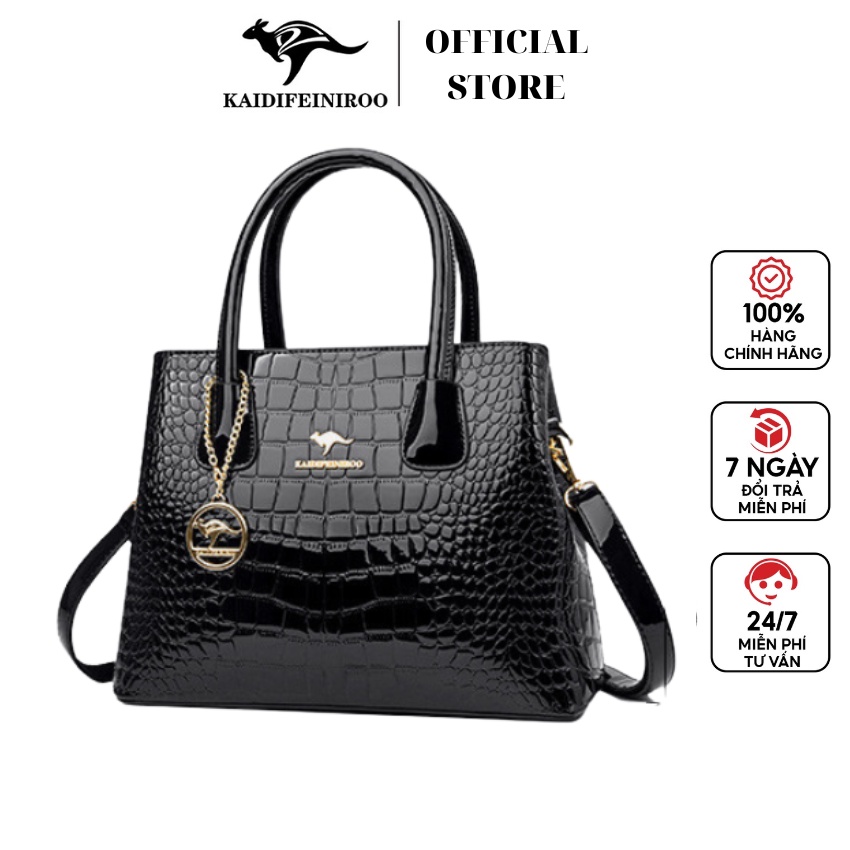 KAIDIFEINIROO
OFFICIAL
STORE
KAIDIFEINIROO
100%
HÀNG
CHÍNH HÃNG
7 NGÀY
ĐỔI TRẢ
MIỄN PHÍ
24/7
MIỄN PHÍ
TƯ VẤN